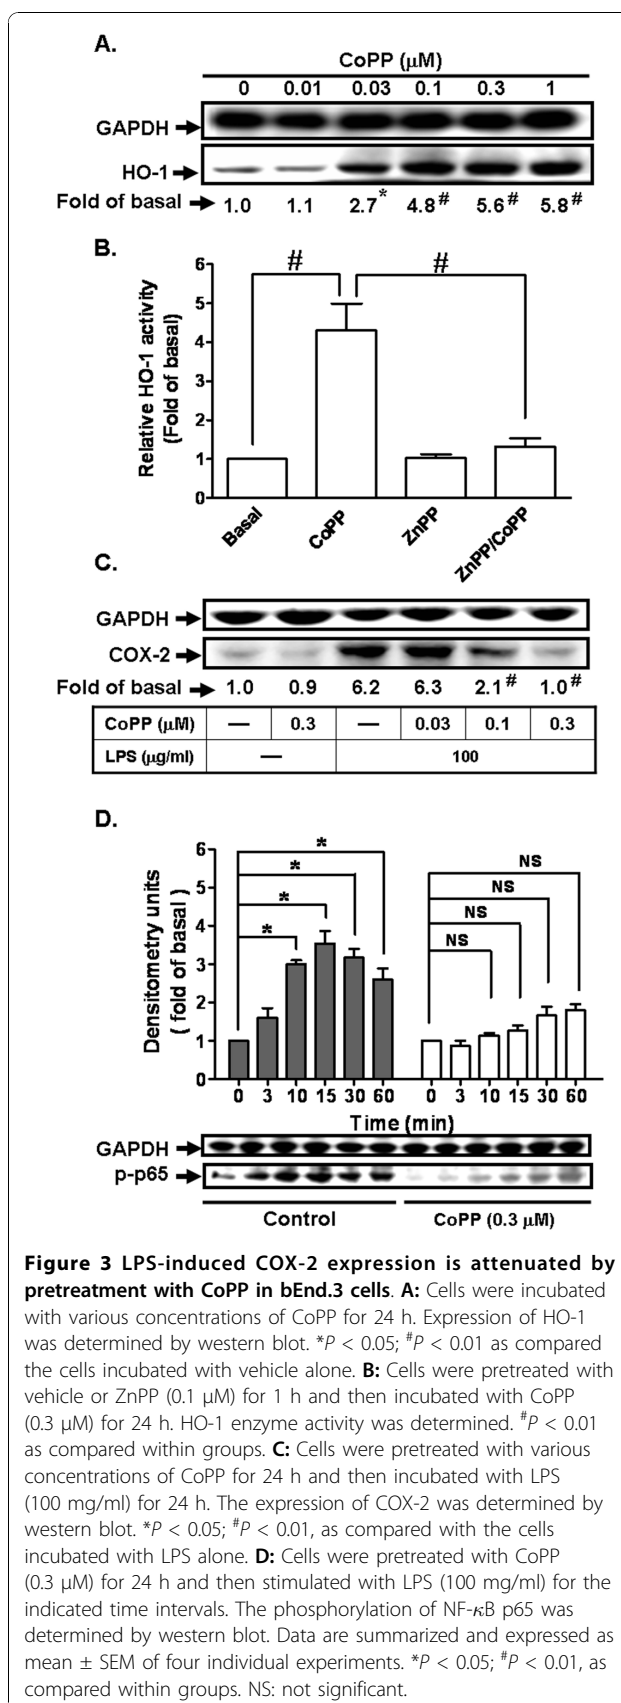 A.
CoPP (μM)
0 0.01 0.03 0.1 0.3 1
GAPDH
HO-1
Fold of basal 1.0 1.1 2.7* 4.8# 5.6# 5.8#
B.
Relative HO-1 activity
(Fold of basal)
6
5
4
3
2
1
0
# #
Basal CoPP ZnPP ZnPP/CoPP
C.
GAPDH
COX-2
Fold of basal 1.0 0.9 6.2 6.3 2.1# 1.0#
CoPP (μM) — 0.3 — 0.03 0.1 0.3
LPS (μg/ml) — 100
D.
Densitometry units
( fold of basal )
6
5
4
3
2
1
0
* * * *
NS NS NS NS
0 3 10 15 30 60 0 3 10 15 30 60
Time (min)
GAPDH
p-p65
Control CoPP (0.3 μM)
Figure 3 LPS-induced COX-2 expression is attenuated by
pretreatment with CoPP in bEnd.3 cells. A: Cells were incubated
with various concentrations of CoPP for 24 h. Expression of HO-1
was determined by western blot. *P < 0.05; #P < 0.01 as compared
the cells incubated with vehicle alone. B: Cells were pretreated with
vehicle or ZnPP (0.1 μM) for 1 h and then incubated with CoPP
(0.3 μM) for 24 h. HO-1 enzyme activity was determined. #P < 0.01
as compared within groups. C: Cells were pretreated with various
concentrations of CoPP for 24 h and then incubated with LPS
(100 mg/ml) for 24 h. The expression of COX-2 was determined by
western blot. *P < 0.05; #P < 0.01, as compared with the cells
incubated with LPS alone. D: Cells were pretreated with CoPP
(0.3 μM) for 24 h and then stimulated with LPS (100 mg/ml) for the
indicated time intervals. The phosphorylation of NF-κB p65 was
determined by western blot. Data are summarized and expressed as
mean ± SEM of four individual experiments. *P < 0.05; #P < 0.01, as
compared within groups. NS: not significant.